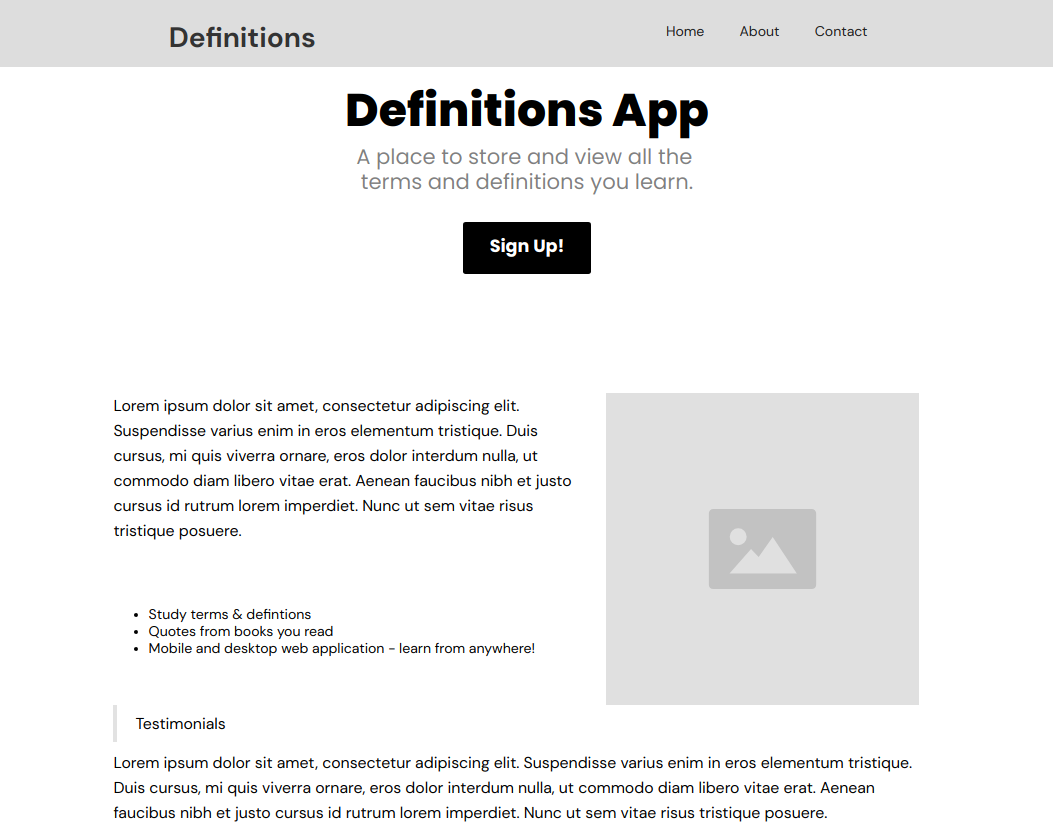 Definitions
Home About Contact
Definitions App
A place to store and view all the
terms and definitions you learn.
Sign Up!
Lorem ipsum dolor sit amet, consectetur adipiscing elit.
Suspendisse varius enim in eros elementum tristique. Duis
cursus, mi quis viverra ornare, eros dolor interdum nulla, ut
commodo diam libero vitae erat. Aenean faucibus nibh et justo
cursus id rutrum lorem imperdiet. Nunc ut sem vitae risus
tristique posuere.
• Study terms & defintions
• Quotes from books you read
• Mobile and desktop web application - learn from anywhere!
Testimonials
Lorem ipsum dolor sit amet, consectetur adipiscing elit. Suspendisse varius enim in eros elementum tristique.
Duis cursus, mi quis viverra ornare, eros dolor interdum nulla, ut commodo diam libero vitae erat. Aenean
faucibus nibh et justo cursus id rutrum lorem imperdiet. Nunc ut sem vitae risus tristique posuere.